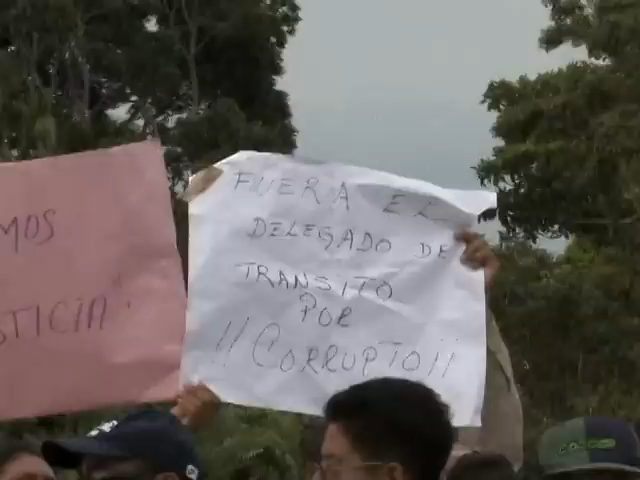 MOS
STICIA!
FUERA EL
DELEGADO DE
TRANSITO
POR
!!CORRUPTO¡¡